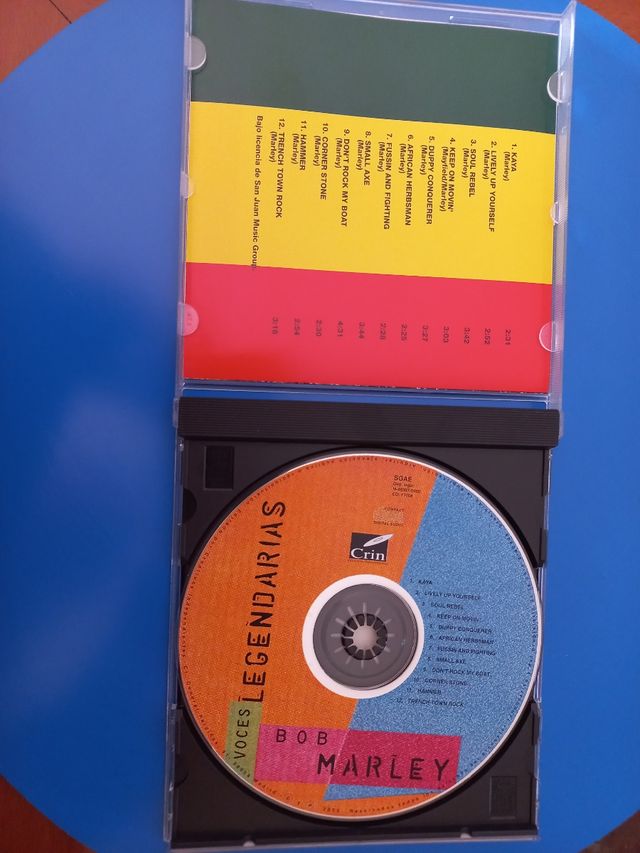 1. KAYA
(Marley)
2:31
2. LIVELY UP YOURSELF
(Marley)
2:52
3. SOUL REBEL
(Marley)
3:42
4. KEEP ON MOVIN'
(Mayfield/Marley)
3:03
5. DUPPY CONQUERER
(Marley)
3:27
6. AFRICAN HERBSMAN
(Marley)
2:25
7. FUSSIN AND FIGHTING
(Marley)
2:28
8. SMALL AXE
(Marley)
3:44
9. DON'T ROCK MY BOAT
(Marley)
4:31
10. CORNER STONE
(Marley)
2:30
11. HAMMER
(Marley)
2:54
12. TRENCH TOWN ROCK
(Marley)
3:16
Bajo licencia de San Juan Music Group.
SGAE
COMPACT
DIGITAL AUDIO
Crin
1. KAYA
2. LIVELY UP YOURSELF
3. SOUL REBEL
4. KEEP ON MOVIN'
5. DUPPY CONQUERER
6. AFRICAN HERBSMAN
7. FUSSIN AND FIGHTING
8. SMALL AXE
9. DON'T ROCK MY BOAT
10. CORNER STONE
11. HAMMER
12. TRENCH TOWN ROCK
VOCES
LEGENDARIAS
BOB
MARLEY